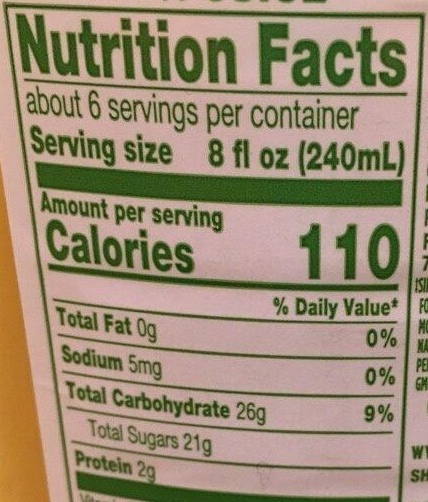 Nutrition Facts
about 6 servings per container
Serving size 8 fl oz (240mL)
Amount per serving
Calories 110
% Daily Value*
Total Fat 0g 0%
Sodium 5mg 0%
Total Carbohydrate 26g 9%
Total Sugars 21g
Protein 2g